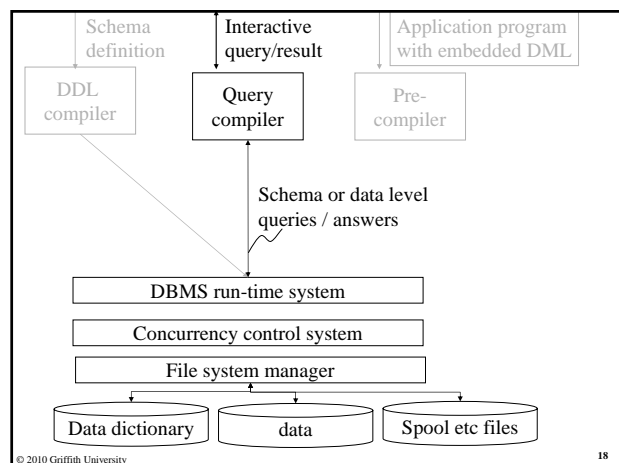 Schema
definition
Interactive
query/result
Application program
with embedded DML
DDL
compiler
Query
compiler
Pre-
compiler
Schema or data level
queries / answers
DBMS run-time system
Concurrency control system
File system manager
Data dictionary
data
Spool etc files
© 2010 Griffith University
18